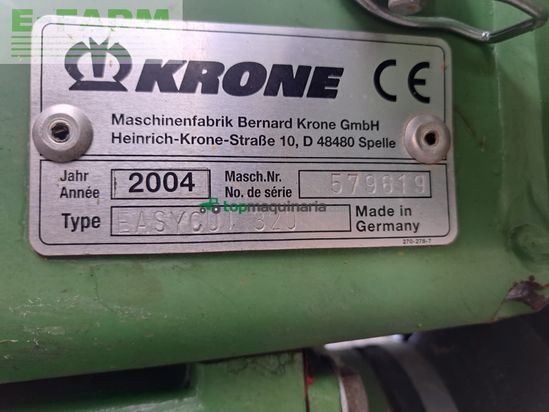 E-FARM
KRONE CE
Maschinenfabrik Bernard Krone GmbH
Heinrich-Krone-Straße 10, D 48480 Spelle
Jahr 2004 Masch.Nr. 579619
Année No. de série
Type EASYCUT 320 Made in
Germany
topmaquinaria
270-278-7